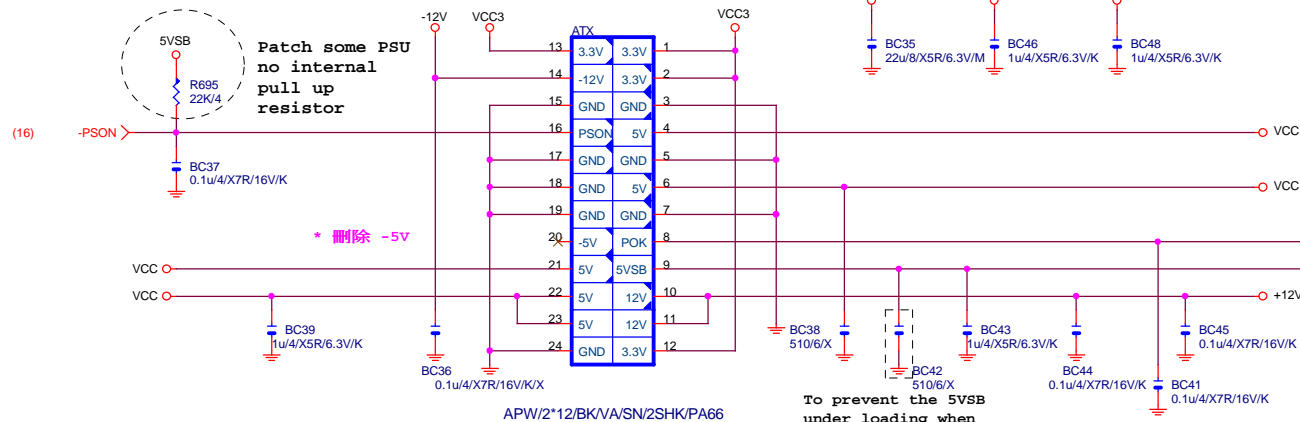 -12V
VCC3
VCC3
5VSB
Patch some PSU
no internal
pull up
resistor
R695
22K/4
(16)
-PSON
BC37
0.1u/4/X7R/16V/K
* 刪除 -5V
VCC
VCC
BC39
1u/4/X5R/6.3V/K
BC36
0.1u/4/X7R/16V/K/X
ATX
13 3.3V 3.3V 1
14 -12V 3.3V 2
15 GND GND 3
16 PSON 5V 4
17 GND GND 5
18 GND 5V 6
19 GND GND 7
20 -5V POK 8
21 5V 5VSB 9
22 5V 12V 10
23 5V 12V 11
24 GND 3.3V 12
APW/2*12/BK/VA/SN/2SHK/PA66
BC35
22u/8/X5R/6.3V/M
BC46
1u/4/X5R/6.3V/K
BC48
1u/4/X5R/6.3V/K
VCC
VCC
+12V
BC38
510/6/X
BC42
510/6/X
BC43
1u/4/X5R/6.3V/K
BC44
0.1u/4/X7R/16V/K
BC45
0.1u/4/X7R/16V/K
BC41
0.1u/4/X7R/16V/K
To prevent the 5VSB
under loading when